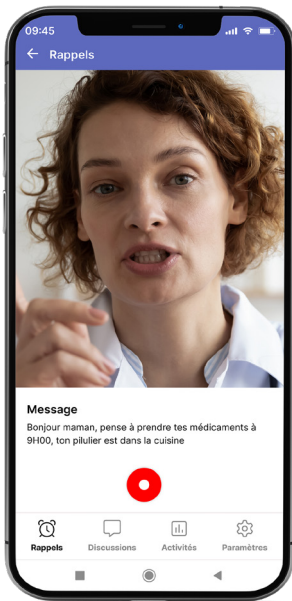 09:45
Rappels
Message
Bonjour maman, pense à prendre tes médicaments à
9H00, ton pilulier est dans la cuisine
Rappels Discussions Activités Paramètres